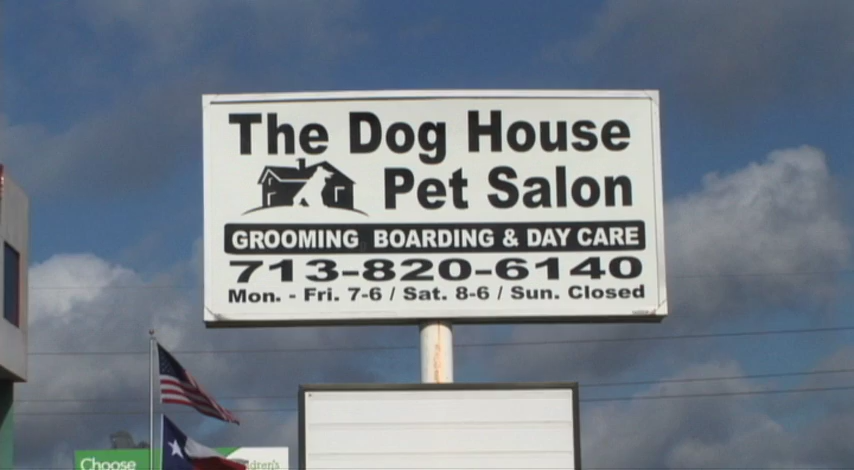 The Dog House
Pet Salon
GROOMING BOARDING & DAY CARE
713-820-6140
Mon. - Fri. 7-6 / Sat. 8-6 / Sun. Closed
Choose